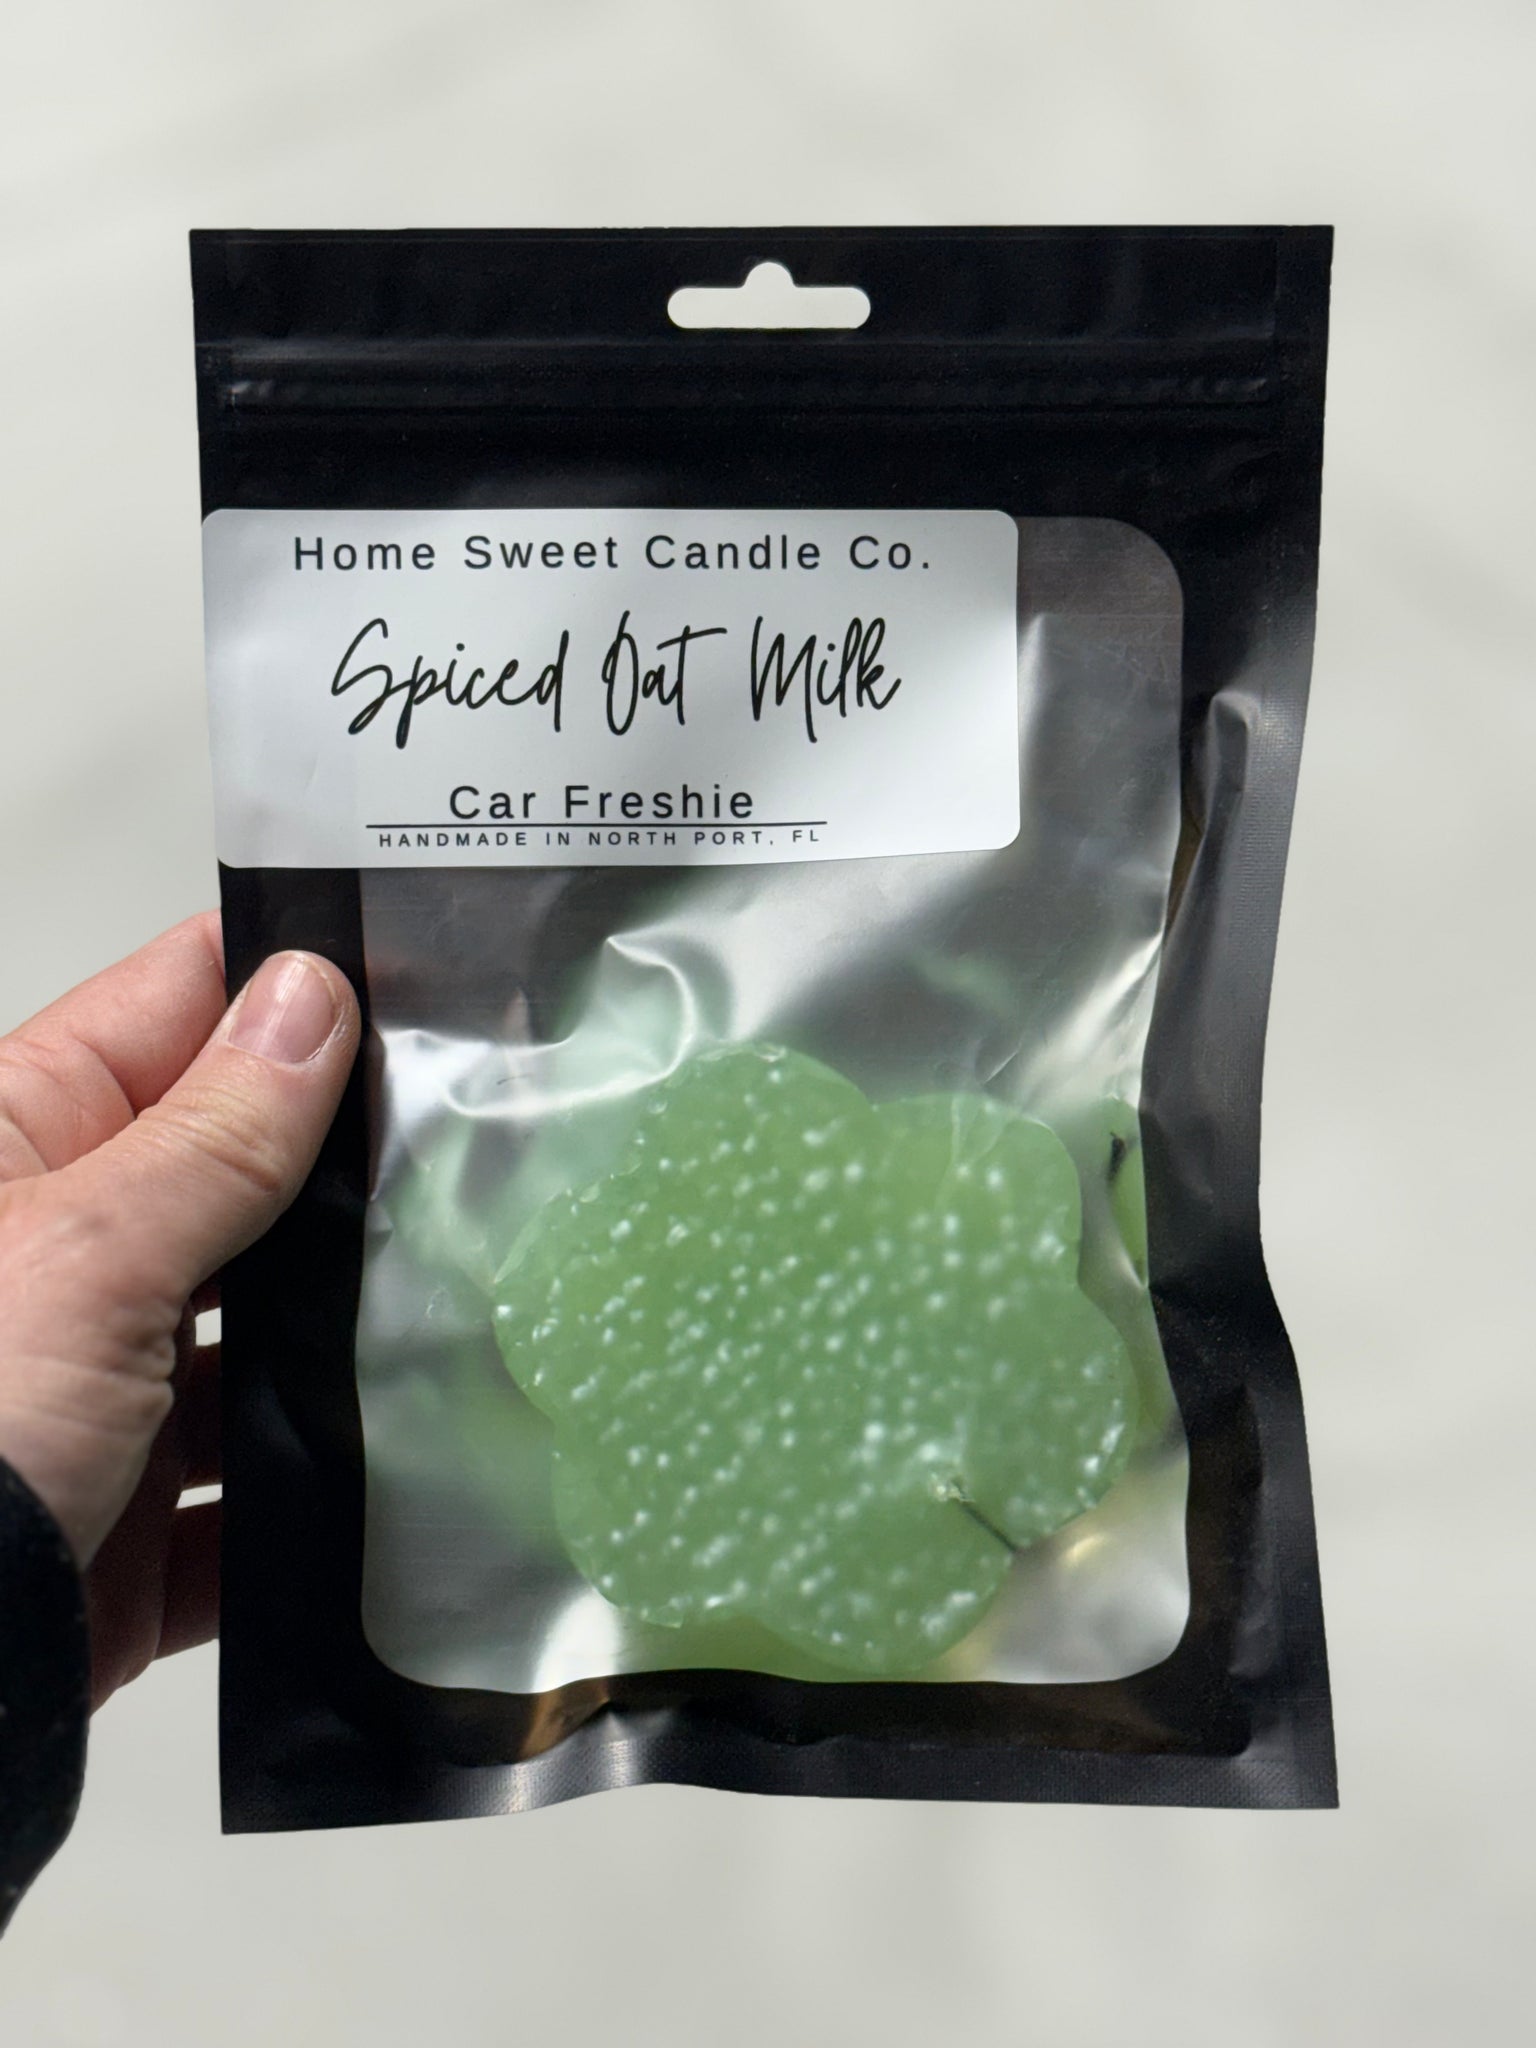 Home Sweet Candle Co.
Spiced Oat Milk
Car Freshie
HANDMADE IN NORTH PORT, FL